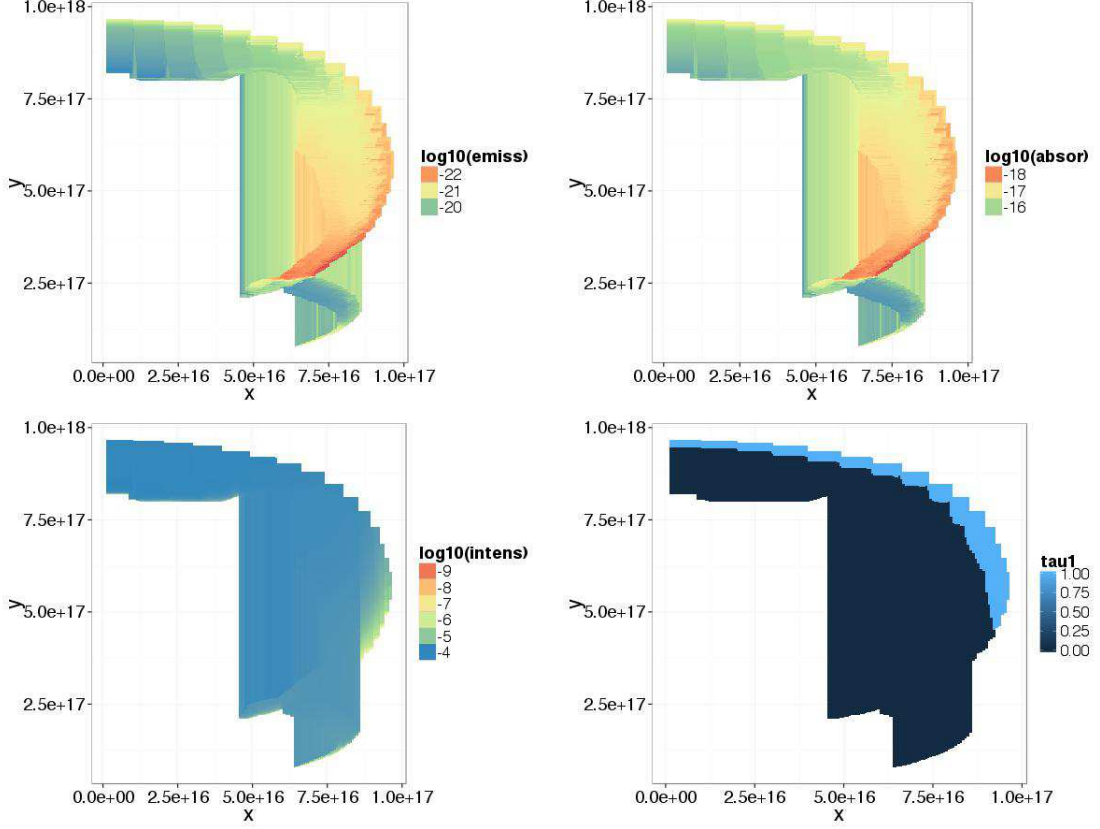 1.0e+18
7.5e+17
5.0e+17
2.5e+17
y
0.0e+00 2.5e+16 5.0e+16 7.5e+16 1.0e+17
x
log10(emiss)
-22
-21
-20
1.0e+18
7.5e+17
5.0e+17
2.5e+17
y
0.0e+00 2.5e+16 5.0e+16 7.5e+16 1.0e+17
x
log10(absor)
-18
-17
-16
1.0e+18
7.5e+17
5.0e+17
2.5e+17
y
0.0e+00 2.5e+16 5.0e+16 7.5e+16 1.0e+17
x
log10(intens)
-9
-8
-7
-6
-5
-4
1.0e+18
7.5e+17
5.0e+17
2.5e+17
y
0.0e+00 2.5e+16 5.0e+16 7.5e+16 1.0e+17
x
tau1
1.00
0.75
0.50
0.25
0.00